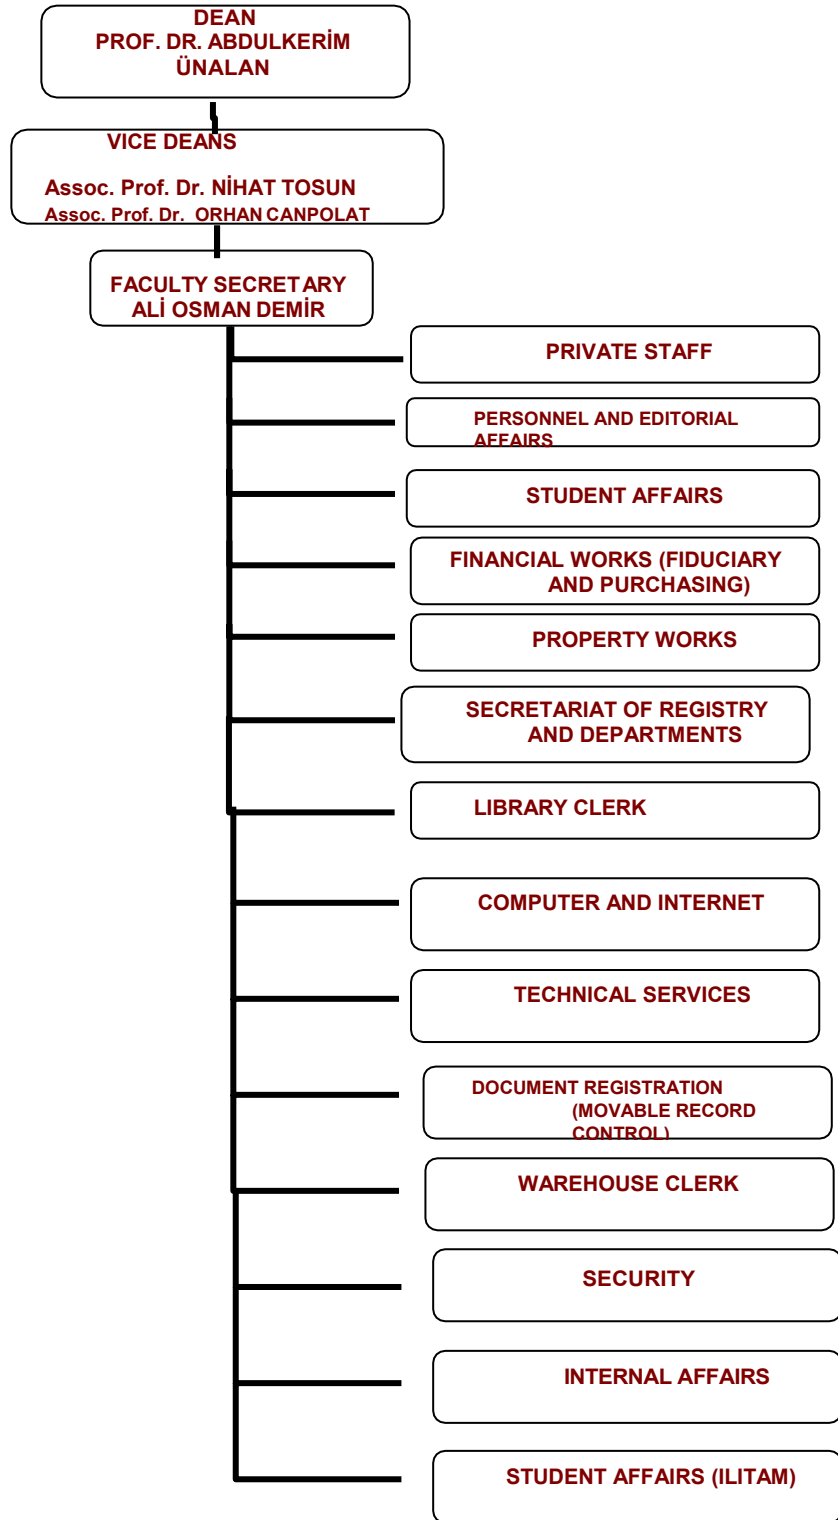 DEAN
PROF. DR. ABDULKERİM
ÜNALAN
VICE DEANS
Assoc. Prof. Dr. NİHAT TOSUN
Assoc. Prof. Dr. ORHAN CANPOLAT
FACULTY SECRETARY
ALİ OSMAN DEMİR
PRIVATE STAFF
PERSONNEL AND EDITORIAL
AFFAIRS
STUDENT AFFAIRS
FINANCIAL WORKS (FIDUCIARY
AND PURCHASING)
PROPERTY WORKS
SECRETARIAT OF REGISTRY
AND DEPARTMENTS
LIBRARY CLERK
COMPUTER AND INTERNET
TECHNICAL SERVICES
DOCUMENT REGISTRATION
(MOVABLE RECORD
CONTROL)
WAREHOUSE CLERK
SECURITY
INTERNAL AFFAIRS
STUDENT AFFAIRS (ILITAM)